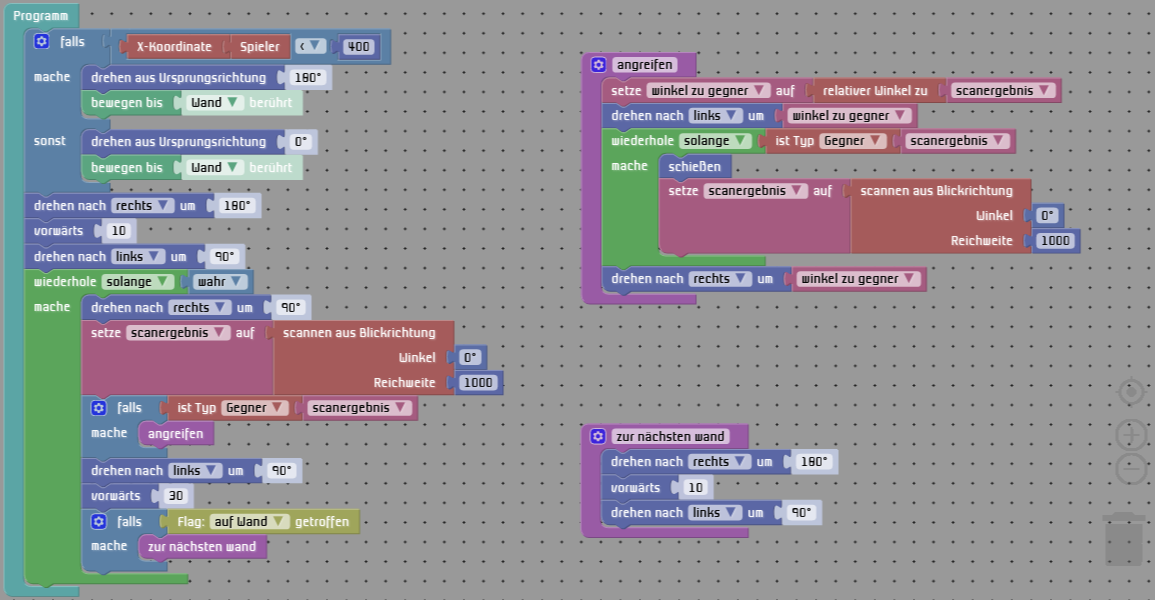 Programm
falls X-Koordinate Spieler < 400
mache drehen aus Ursprungsrichtung 180°
bewegen bis Wand berührt
sonst drehen aus Ursprungsrichtung 0°
bewegen bis Wand berührt
drehen nach rechts um 180°
vorwärts 10
drehen nach links um 90°
wiederhole solange wahr
mache drehen nach rechts um 90°
setze scanergebnis auf scannen aus Blickrichtung
Winkel 0°
Reichweite 1000
falls ist Typ Gegner scanergebnis
mache angreifen
drehen nach links um 90°
vorwärts 30
falls Flag: auf Wand getroffen
mache zur nächsten wand
angreifen
setze winkel zu gegner auf relativer Winkel zu scanergebnis
drehen nach links um winkel zu gegner
wiederhole solange ist Typ Gegner scanergebnis
mache schießen
setze scanergebnis auf scannen aus Blickrichtung
Winkel 0°
Reichweite 1000
drehen nach rechts um winkel zu gegner
zur nächsten wand
drehen nach rechts um 180°
vorwärts 10
drehen nach links um 90°